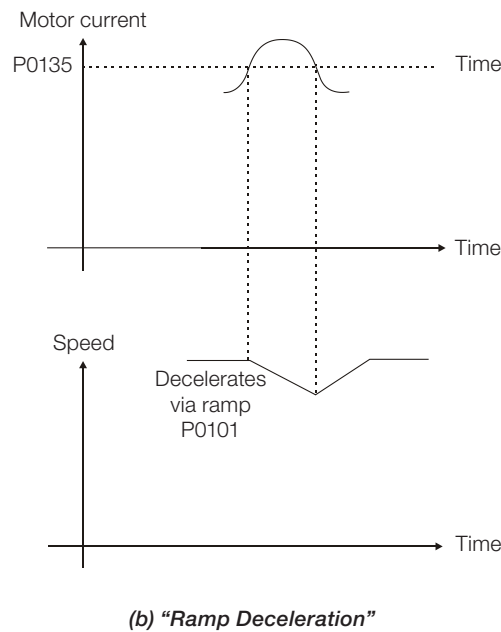 Motor current
P0135
Time
Time
Speed
Decelerates
via ramp
P0101
Time
(b) “Ramp Deceleration”